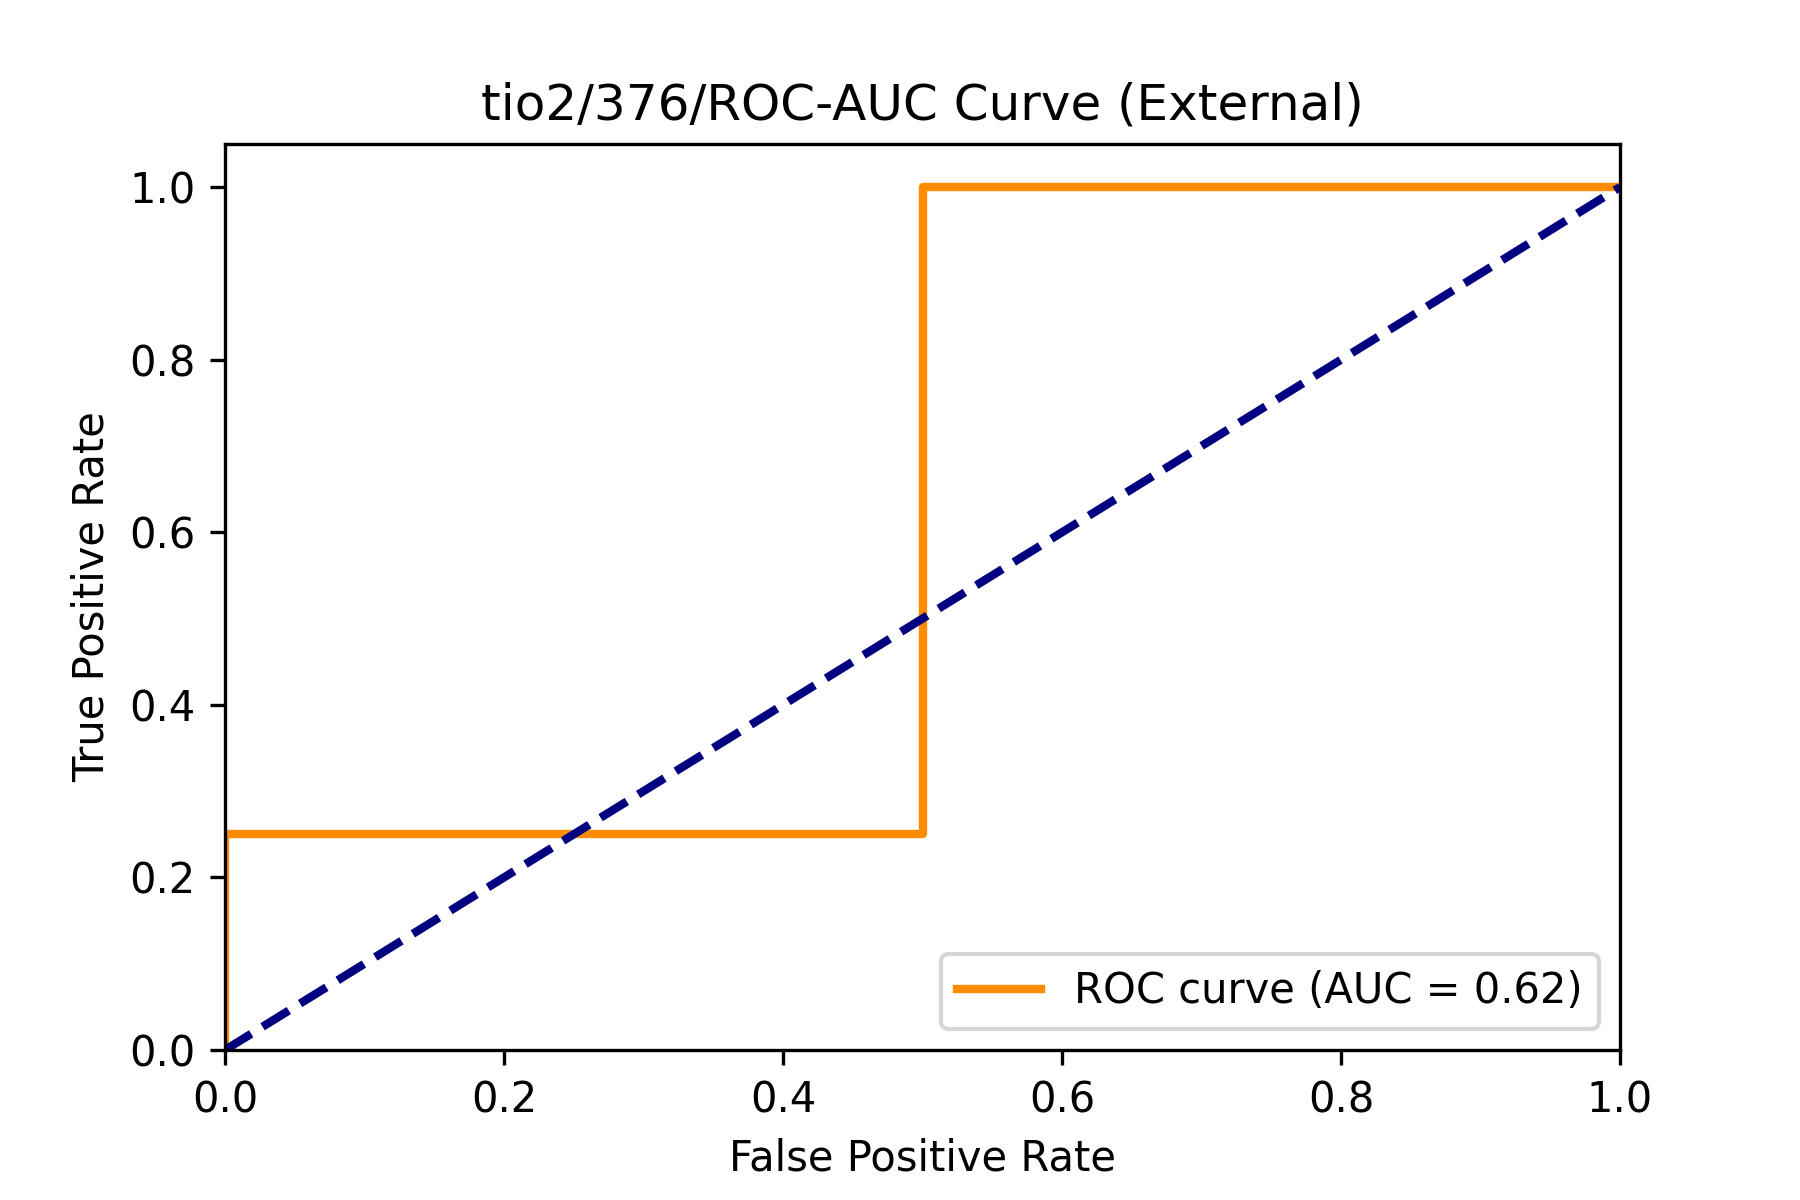 tio2/376/ROC-AUC Curve (External)
1.0
0.8
0.6
0.4
0.2
0.0
True Positive Rate
ROC curve (AUC = 0.62)
0.0 0.2 0.4 0.6 0.8 1.0
False Positive Rate